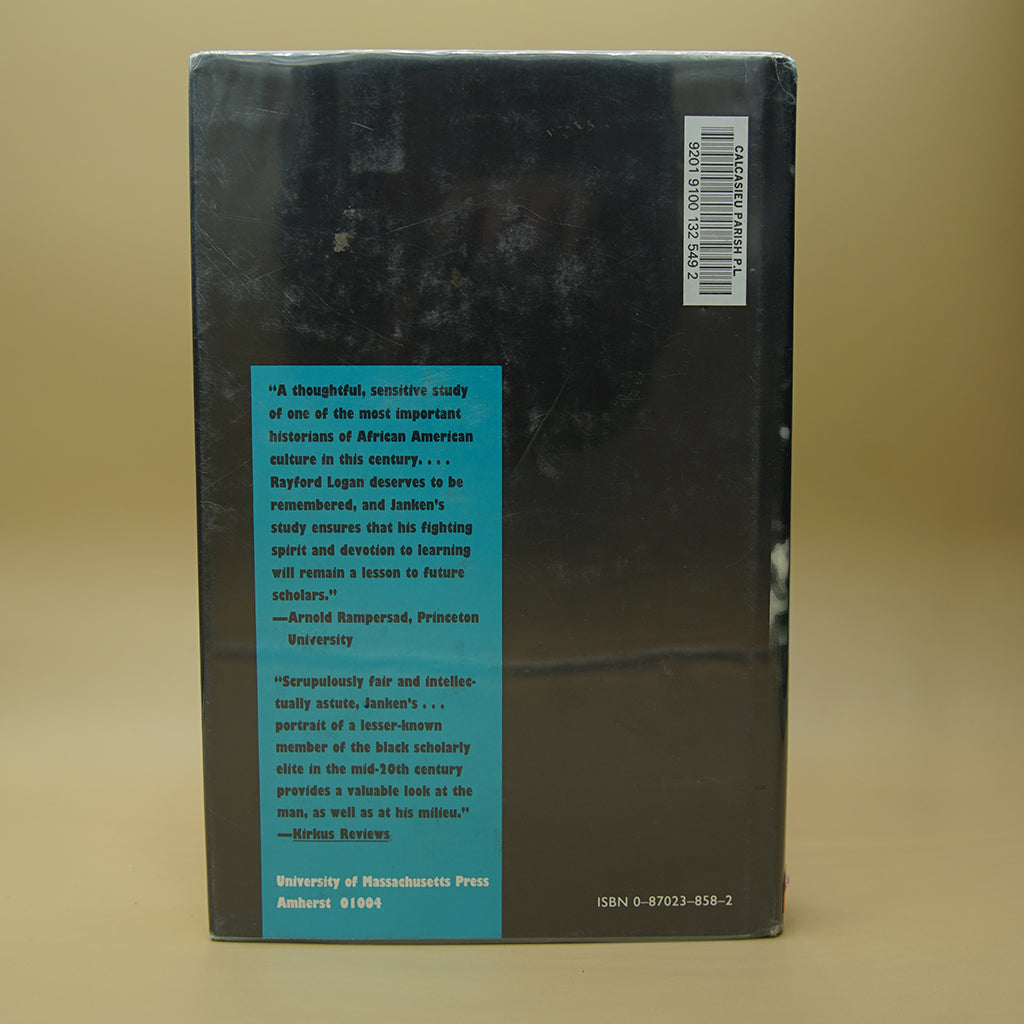 CALCASIEU PARISH P.L.
9201 9100 132 549 2
“A thoughtful, sensitive study
of one of the most important
historians of African American
culture in this century. . . .
Rayford Logan deserves to be
remembered, and Janken's
study ensures that his fighting
spirit and devotion to learning
will remain a lesson to future
scholars.”
—Arnold Rampersad, Princeton
University
“Scrupulously fair and intellec-
tually astute, Janken's . . .
portrait of a lesser-known
member of the black scholarly
elite in the mid-20th century
provides a valuable look at the
man, as well as at his milieu.”
—Kirkus Reviews
University of Massachusetts Press
Amherst 01004
ISBN 0–87023–858–2